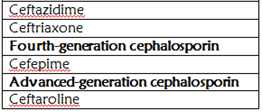 Ceftazidime
Ceftriaxone
Fourth-generation cephalosporin
Cefepime
Advanced-generation cephalosporin
Ceftaroline